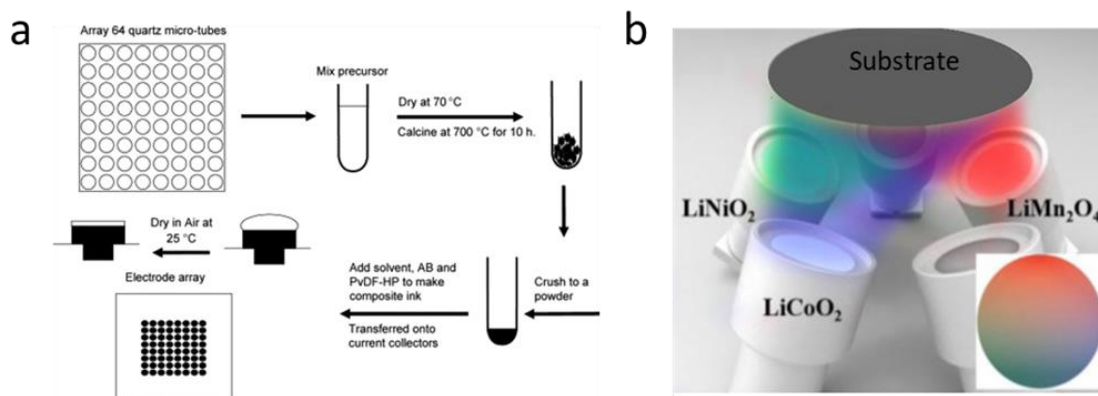 a
Array 64 quartz micro-tubes
Mix precursor
Dry at 70 °C
Calcine at 700 °C for 10 h.
Crush to a
powder
Add solvent, AB and
PvDF-HP to make
composite ink
Transferred onto
current collectors
Dry in Air at
25 °C
Electrode array
b
Substrate
LiNiO₂
LiMn₂O₄
LiCoO₂